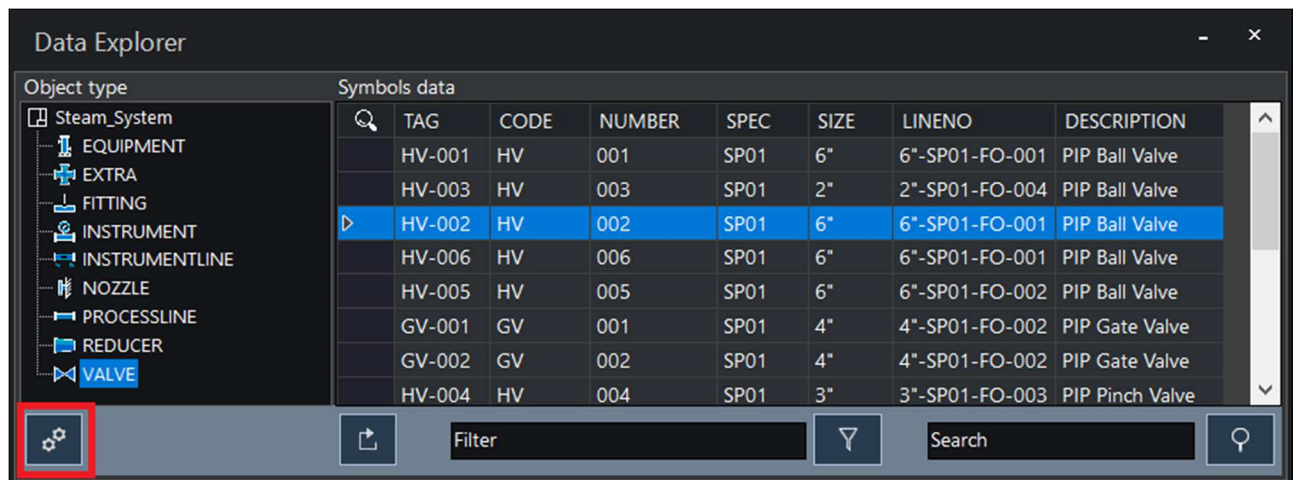 Data Explorer
Object type
Symbols data
Steam_System
EQUIPMENT
EXTRA
FITTING
INSTRUMENT
INSTRUMENTLINE
NOZZLE
PROCESSLINE
REDUCER
VALVE
TAG CODE NUMBER SPEC SIZE LINENO DESCRIPTION
HV-001 HV 001 SP01 6" 6"-SP01-FO-001 PIP Ball Valve
HV-003 HV 003 SP01 2" 2"-SP01-FO-004 PIP Ball Valve
HV-002 HV 002 SP01 6" 6"-SP01-FO-001 PIP Ball Valve
HV-006 HV 006 SP01 6" 6"-SP01-FO-001 PIP Ball Valve
HV-005 HV 005 SP01 6" 6"-SP01-FO-002 PIP Ball Valve
GV-001 GV 001 SP01 4" 4"-SP01-FO-002 PIP Gate Valve
GV-002 GV 002 SP01 4" 4"-SP01-FO-002 PIP Gate Valve
HV-004 HV 004 SP01 3" 3"-SP01-FO-003 PIP Pinch Valve
Filter
Search